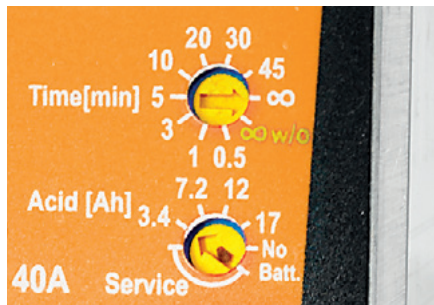 20 30
10 45
Time[min] 5 ∞
3 ∞ w/o
1 0.5
7.2 12
Acid [Ah] 3.4 17
No
Batt.
40A Service